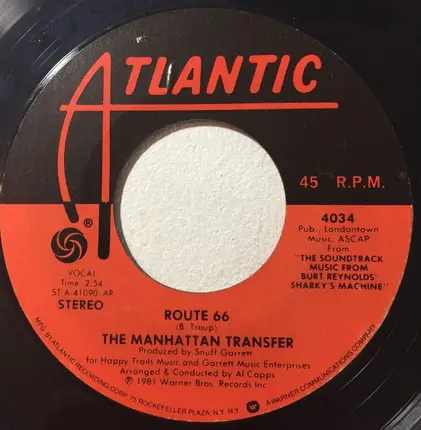 ATLANTIC
45 R.P.M.
4034
Pub., Londontown
Music, ASCAP
From
"THE SOUNDTRACK
MUSIC FROM
BURT REYNOLDS'
SHARKY'S MACHINE"
®
VOCAL
Time: 2:54
ST-A-41090-AR
STEREO
ROUTE 66
(B. Troup)
THE MANHATTAN TRANSFER
Produced by Snuff Garrett
for Happy Trails Music and Garrett Music Enterprises
Arranged & Conducted by Al Capps
℗ 1981 Warner Bros. Records Inc.
MFG. BY ATLANTIC RECORDING CORP. 75 ROCKEFELLER PLAZA, N.Y., N.Y. A WARNER COMMUNICATIONS COMPANY